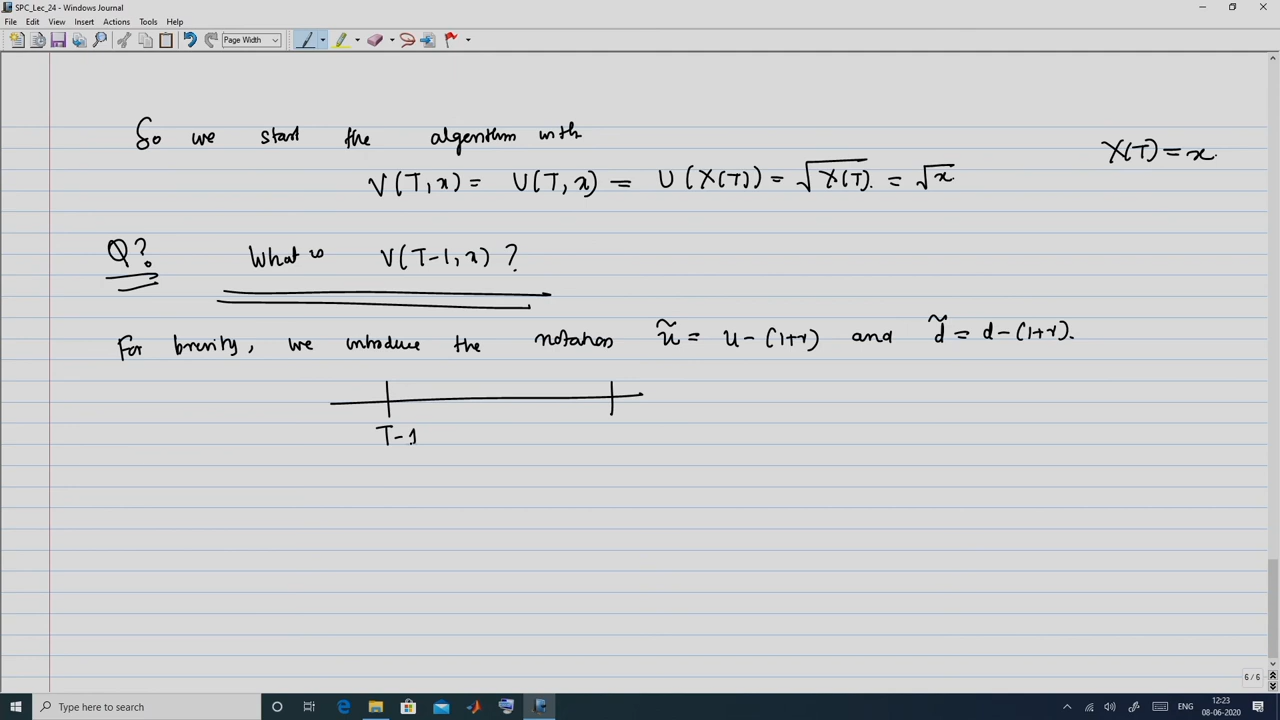 SPC_Lec_24 - Windows Journal
File Edit View Insert Actions Tools Help
Page Width
So we start the algorithm with
X(T) = x.
V(T,x) = U(T,x) = U(X(T)) = √X(T). = √x.
Q?
What is V(T-1,x) ?
For brevity, we introduce the notations ũ = u-(1+r) and d̃ = d-(1+r).
T-1
6 / 6
Type here to search
ENG
12:23
08-06-2020